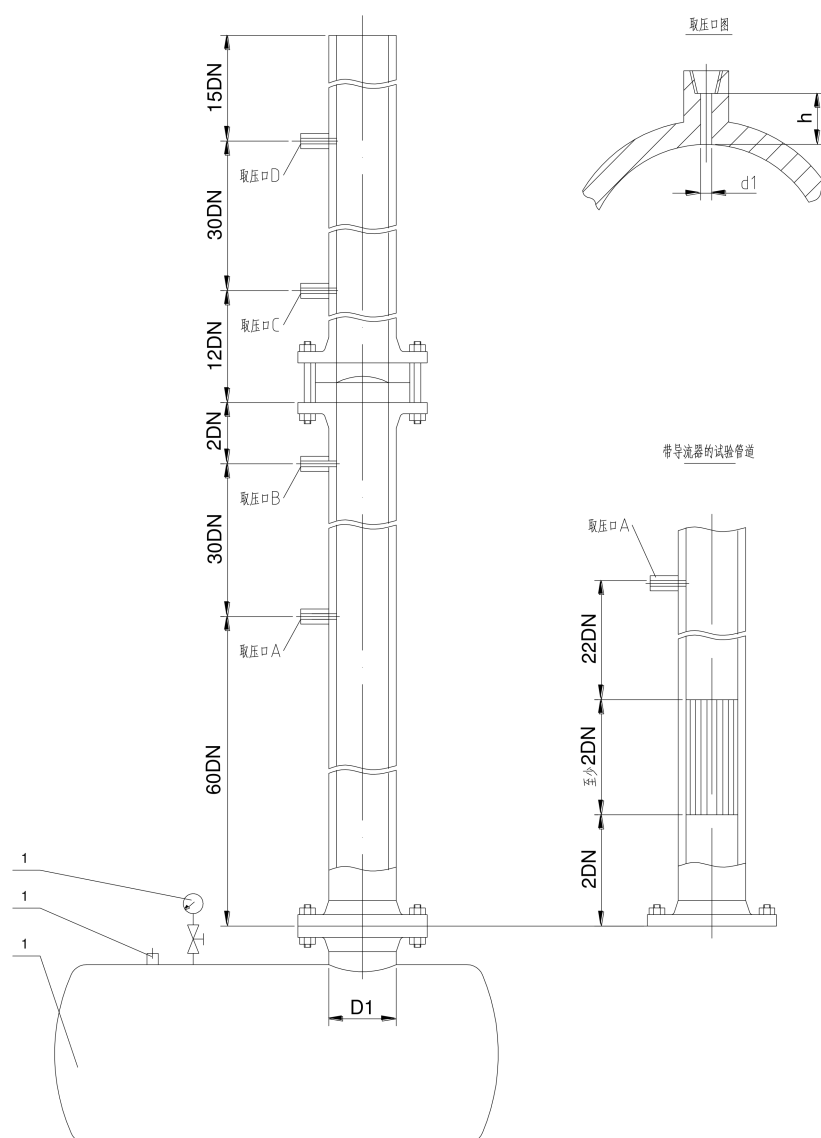 取压口图
h
d1
15DN
取压口D
30DN
取压口C
12DN
2DN
取压口B
30DN
取压口A
60DN
1
1
1
D1
带导流器的试验管道
取压口A
22DN
至少2DN
2DN